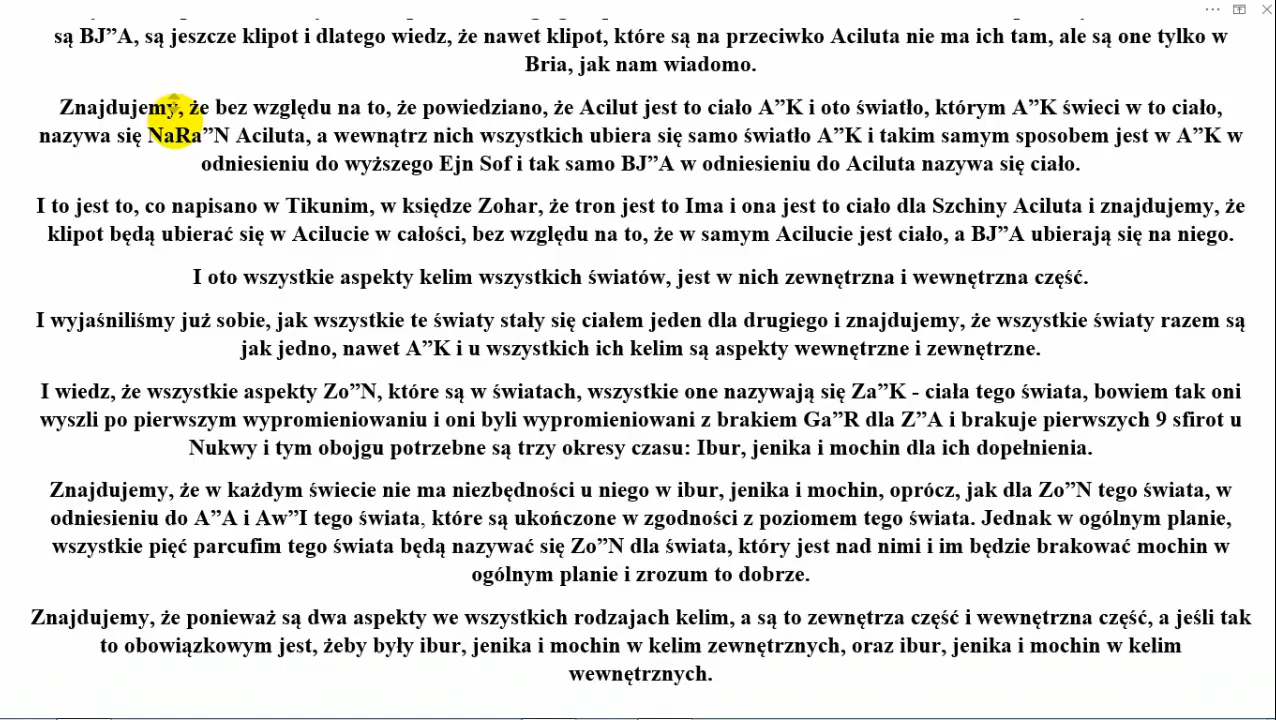 są BJ”A, są jeszcze klipot i dlatego wiedz, że nawet klipot, które są na przeciwko Aciluta nie ma ich tam, ale są one tylko w
Bria, jak nam wiadomo.
Znajdujemy, że bez względu na to, że powiedziano, że Acilut jest to ciało A”K i oto światło, którym A”K świeci w to ciało,
nazywa się NaRa”N Aciluta, a wewnątrz nich wszystkich ubiera się samo światło A”K i takim samym sposobem jest w A”K w
odniesieniu do wyższego Ejn Sof i tak samo BJ”A w odniesieniu do Aciluta nazywa się ciało.
I to jest to, co napisano w Tikunim, w księdze Zohar, że tron jest to Ima i ona jest to ciało dla Szchiny Aciluta i znajdujemy, że
klipot będą ubierać się w Acilucie w całości, bez względu na to, że w samym Acilucie jest ciało, a BJ”A ubierają się na niego.
I oto wszystkie aspekty kelim wszystkich światów, jest w nich zewnętrzna i wewnętrzna część.
I wyjaśniliśmy już sobie, jak wszystkie te światy stały się ciałem jeden dla drugiego i znajdujemy, że wszystkie światy razem są
jak jedno, nawet A”K i u wszystkich ich kelim są aspekty wewnętrzne i zewnętrzne.
I wiedz, że wszystkie aspekty Zo”N, które są w światach, wszystkie one nazywają się Za”K - ciała tego świata, bowiem tak oni
wyszli po pierwszym wypromieniowaniu i oni byli wypromieniowani z brakiem Ga”R dla Z”A i brakuje pierwszych 9 sfirot u
Nukwy i tym obojgu potrzebne są trzy okresy czasu: Ibur, jenika i mochin dla ich dopełnienia.
Znajdujemy, że w każdym świecie nie ma niezbędności u niego w ibur, jenika i mochin, oprócz, jak dla Zo”N tego świata, w
odniesieniu do A”A i Aw”I tego świata, które są ukończone w zgodności z poziomem tego świata. Jednak w ogólnym planie,
wszystkie pięć parcufim tego świata będą nazywać się Zo”N dla świata, który jest nad nimi i im będzie brakować mochin w
ogólnym planie i zrozum to dobrze.
Znajdujemy, że ponieważ są dwa aspekty we wszystkich rodzajach kelim, a są to zewnętrza część i wewnętrzna część, a jeśli tak
to obowiązkowym jest, żeby były ibur, jenika i mochin w kelim zewnętrznych, oraz ibur, jenika i mochin w kelim
wewnętrznych.